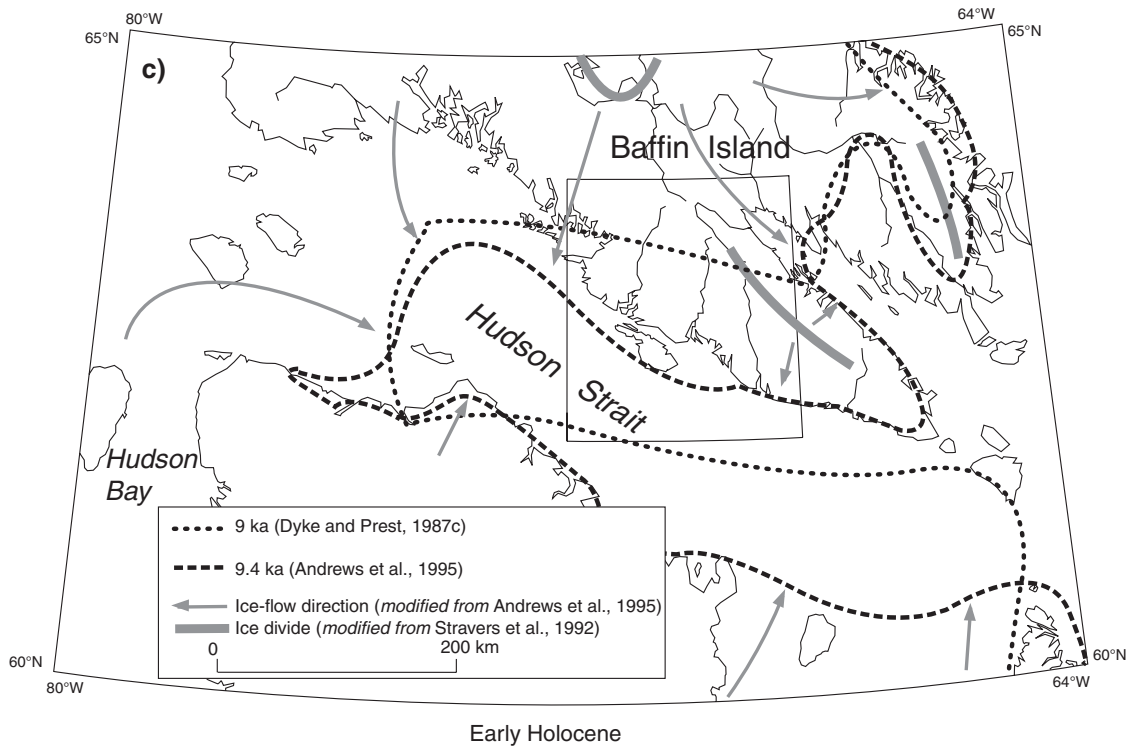 80°W
64°W
65°N
65°N
c)
Baffin Island
Hudson
Strait
Hudson
Bay
9 ka (Dyke and Prest, 1987c)
9.4 ka (Andrews et al., 1995)
Ice-flow direction (modified from Andrews et al., 1995)
Ice divide (modified from Stravers et al., 1992)
0
200 km
60°N
60°N
80°W
64°W
Early Holocene